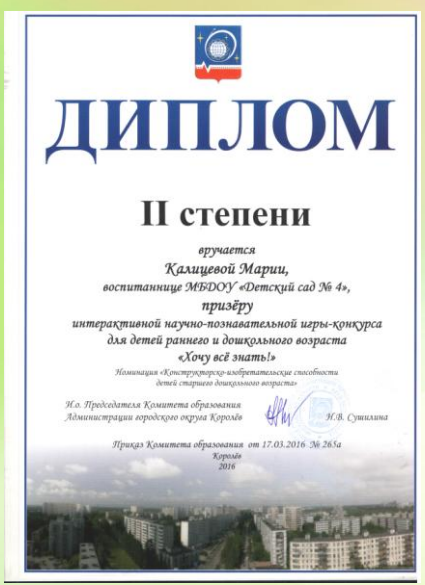 ДИПЛОМ
II степени
вручается
Калицевой Марии,
воспитаннице МБДОУ «Детский сад № 4»,
призёру
интерактивной научно-познавательной игры-конкурса
для детей раннего и дошкольного возраста
«Хочу всё знать!»
Номинация «Конструкторско-изобретательские способности
детей старшего дошкольного возраста»
И.о. Председателя Комитета образования
Администрации городского округа Королёв Н.В. Сушилина
Приказ Комитета образования от 17.03.2016 № 265а
Королёв
2016